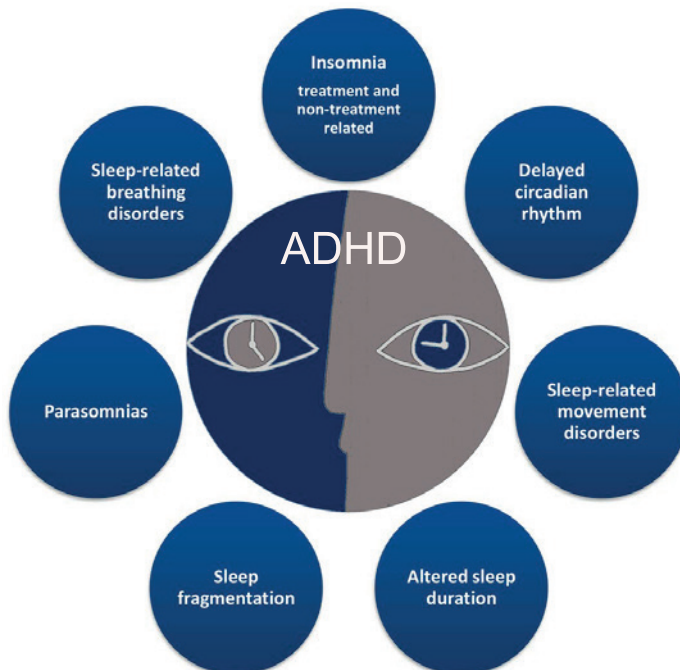 Insomnia
treatment and
non-treatment
related
Sleep-related
breathing
disorders
Delayed
circadian
rhythm
ADHD
Parasomnias
Sleep-related
movement
disorders
Sleep
fragmentation
Altered sleep
duration